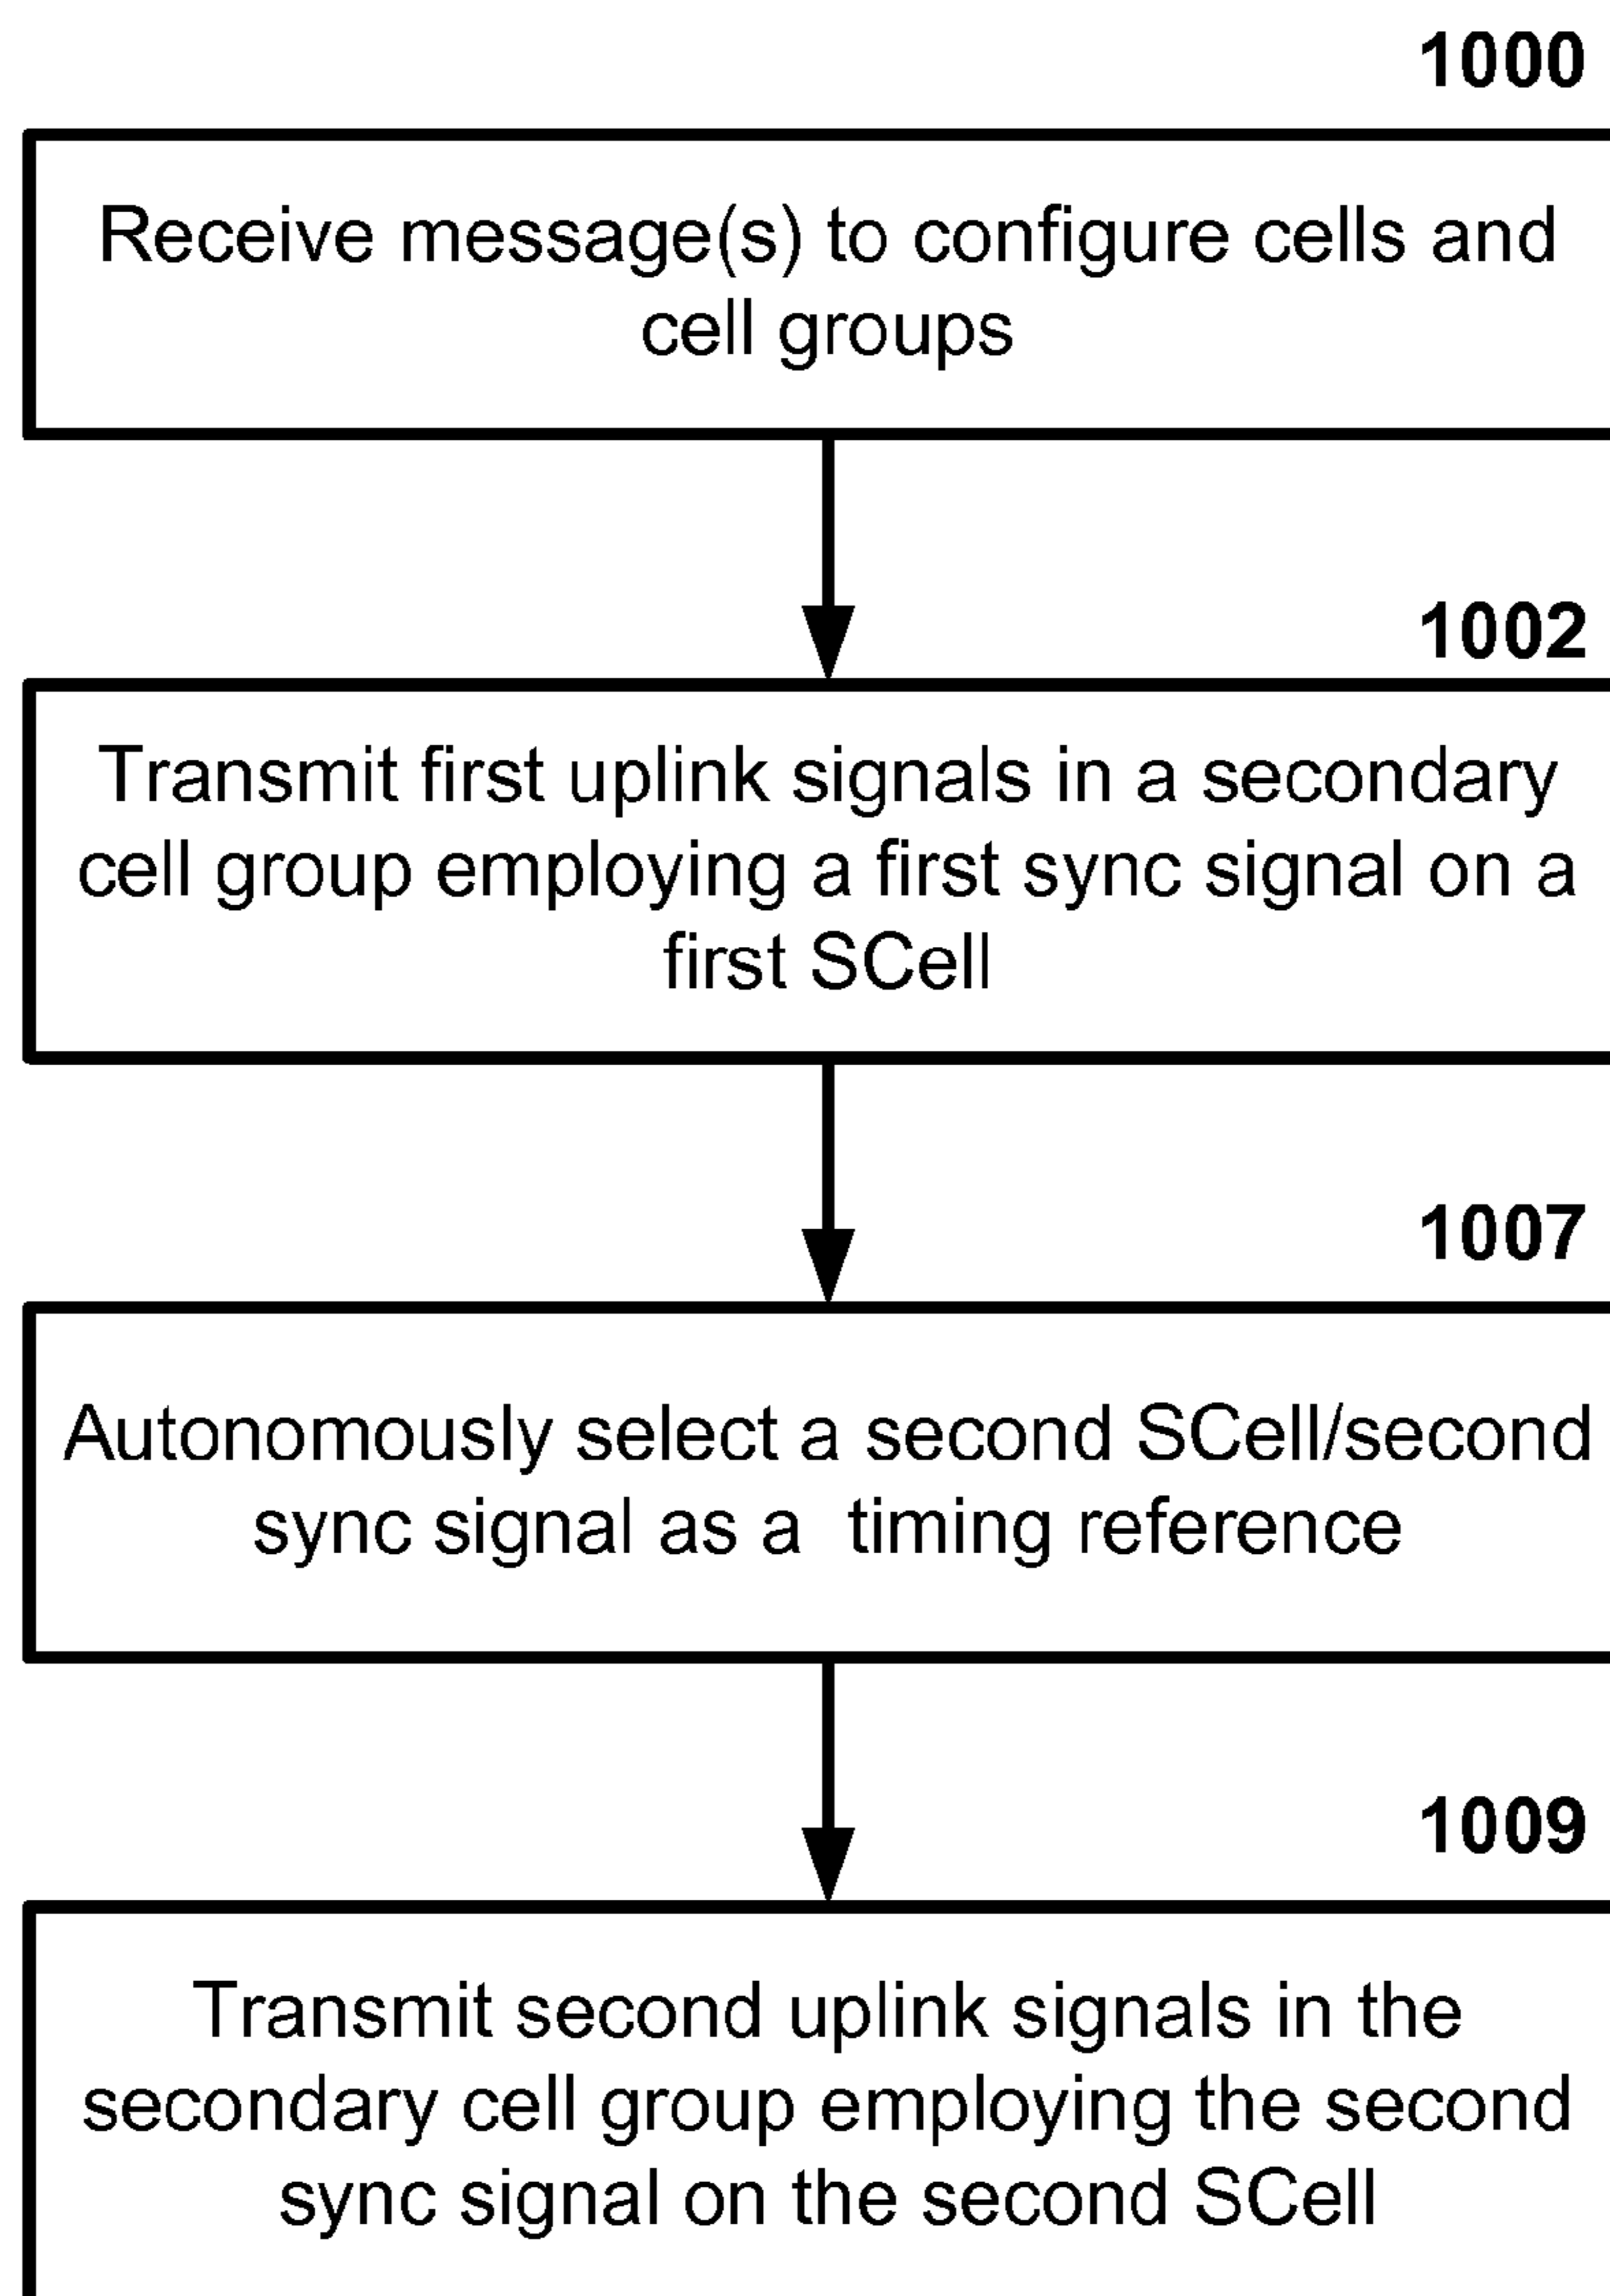 1000
Receive message(s) to configure cells and
cell groups
1002
Transmit first uplink signals in a secondary
cell group employing a first sync signal on a
first SCell
1007
Autonomously select a second SCell/second
sync signal as a timing reference
1009
Transmit second uplink signals in the
secondary cell group employing the second
sync signal on the second SCell